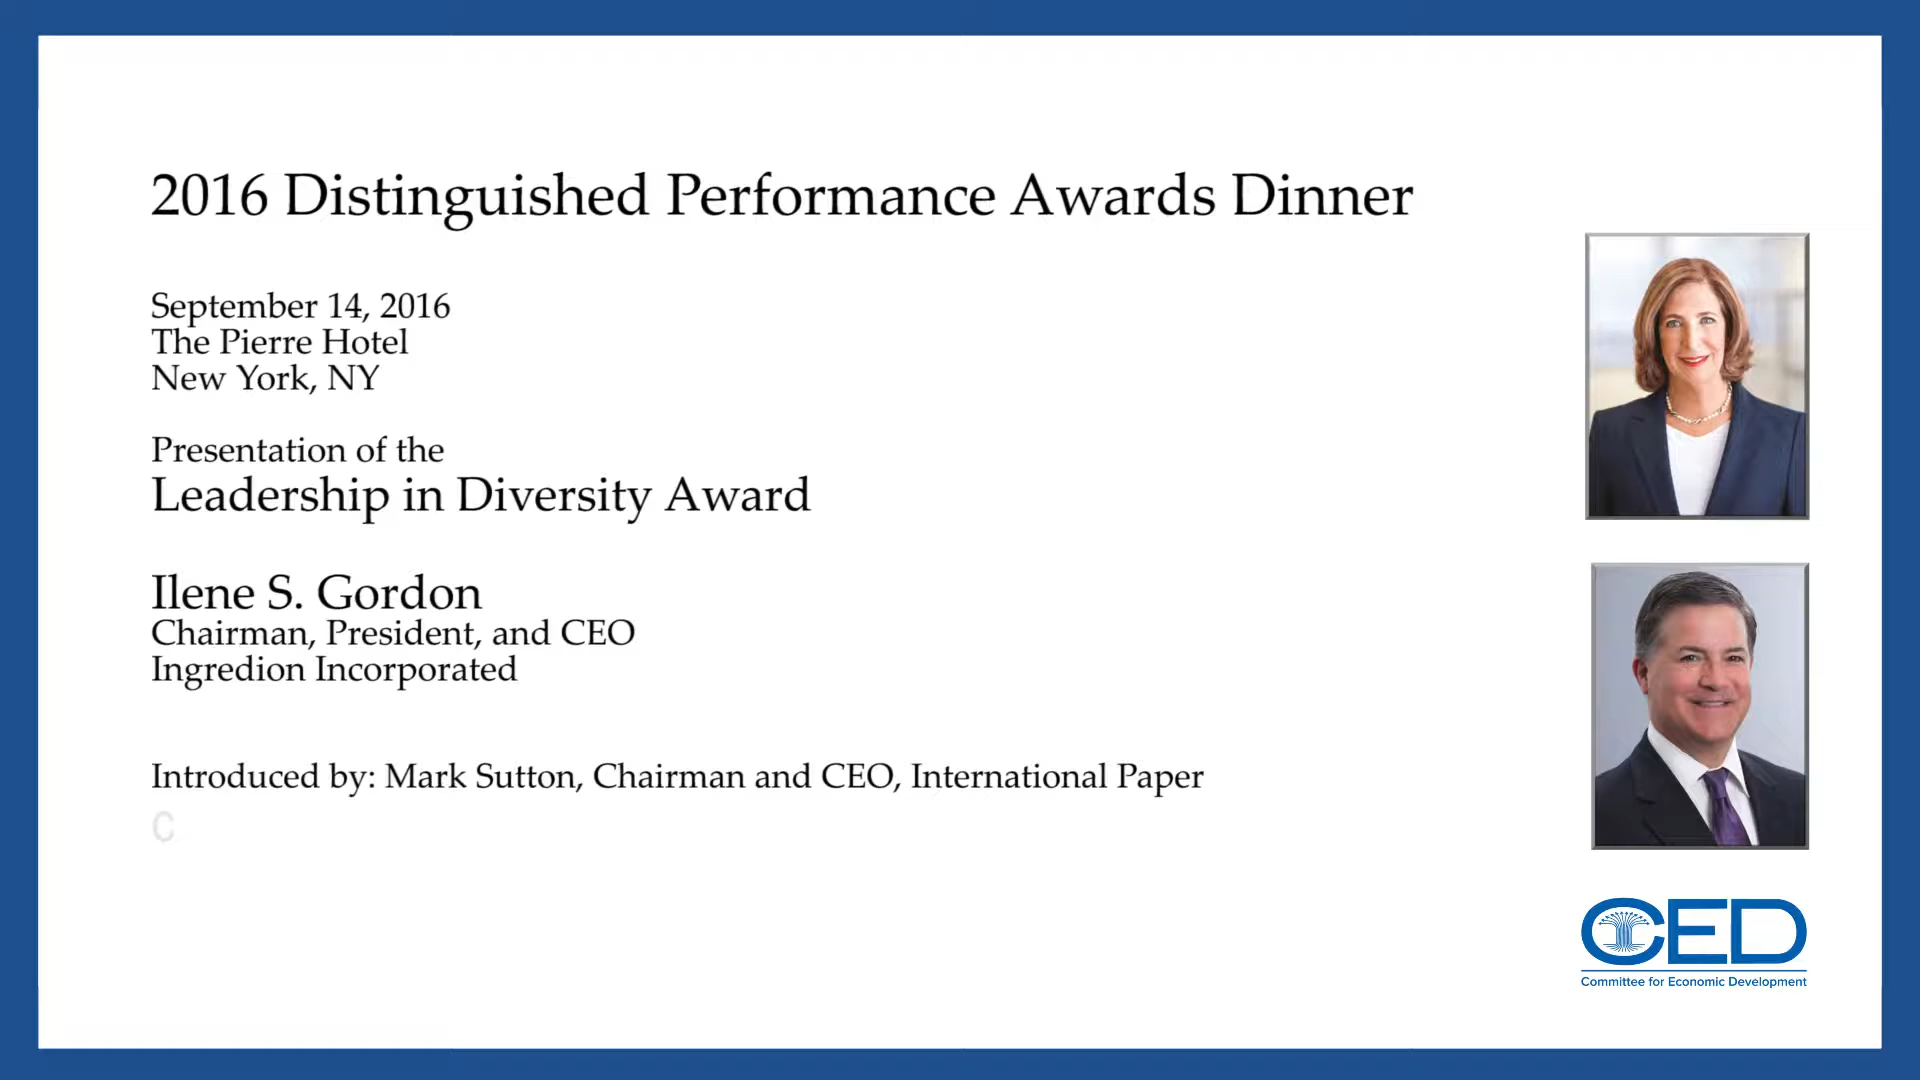 2016 Distinguished Performance Awards Dinner
September 14, 2016
The Pierre Hotel
New York, NY
Presentation of the
Leadership in Diversity Award
Ilene S. Gordon
Chairman, President, and CEO
Ingredion Incorporated
Introduced by: Mark Sutton, Chairman and CEO, International Paper
C
CED
Committee for Economic Development